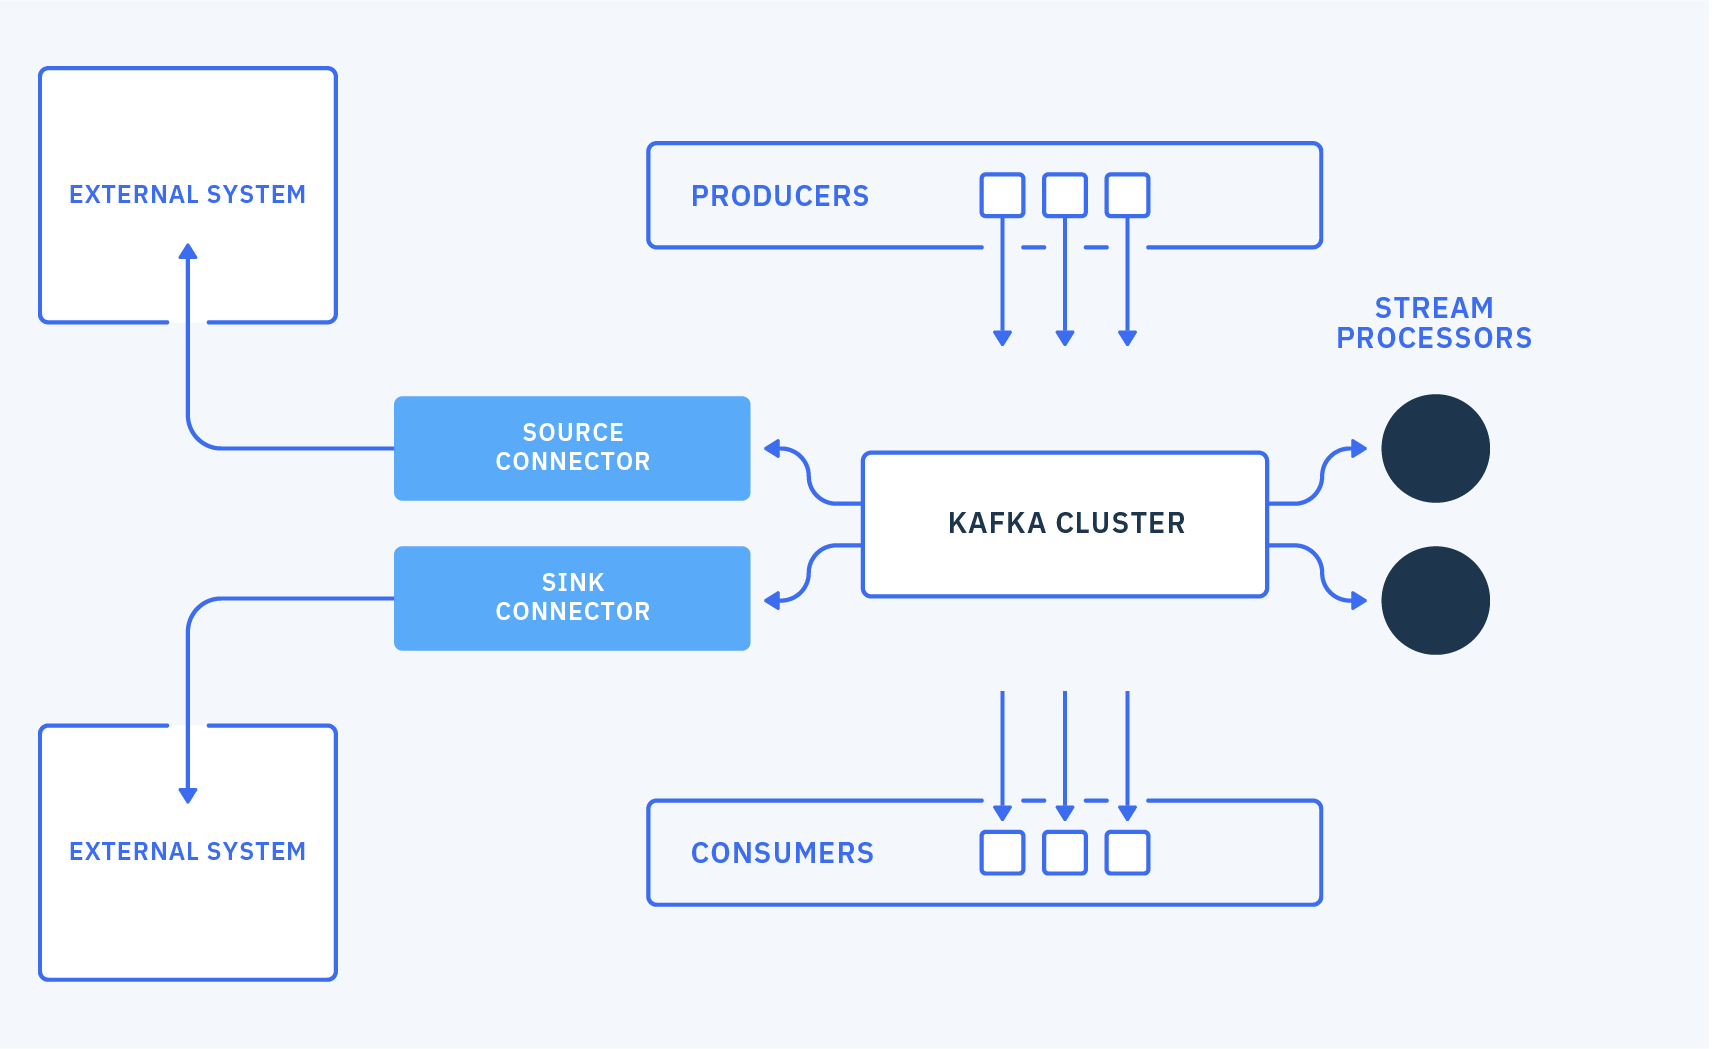 EXTERNAL SYSTEM
PRODUCERS
STREAM
PROCESSORS
SOURCE
CONNECTOR
KAFKA CLUSTER
SINK
CONNECTOR
EXTERNAL SYSTEM
CONSUMERS